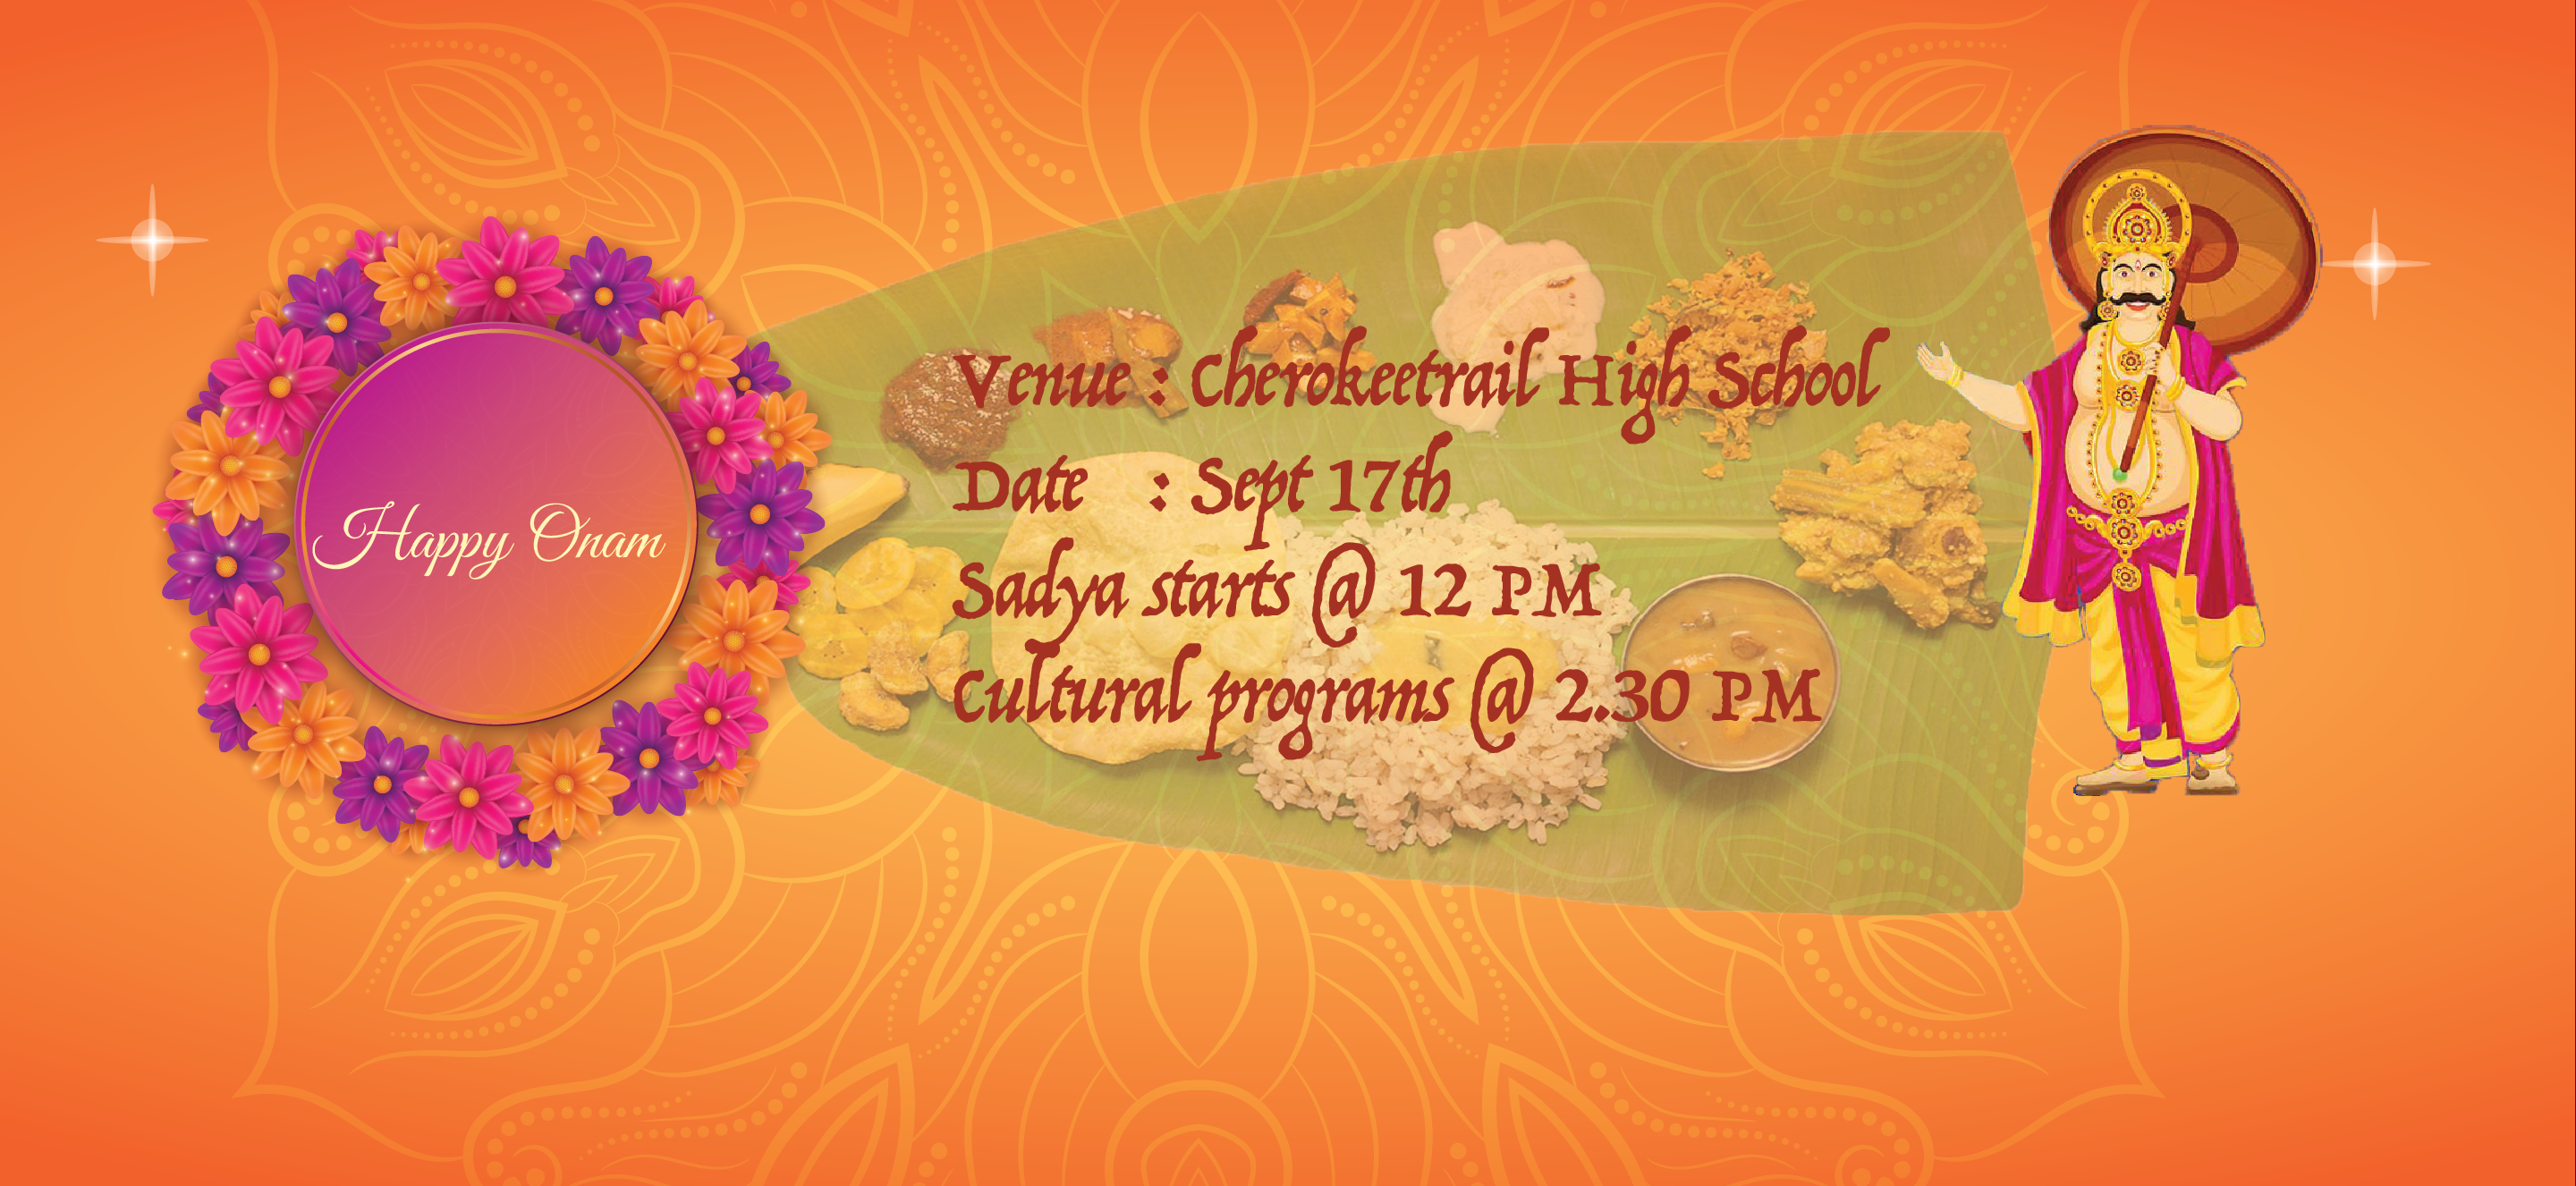 Happy Onam
Venue : Cherokeetrail High School
Date : Sept 17th
Sadya starts @ 12 PM
Cultural programs @ 2.30 PM